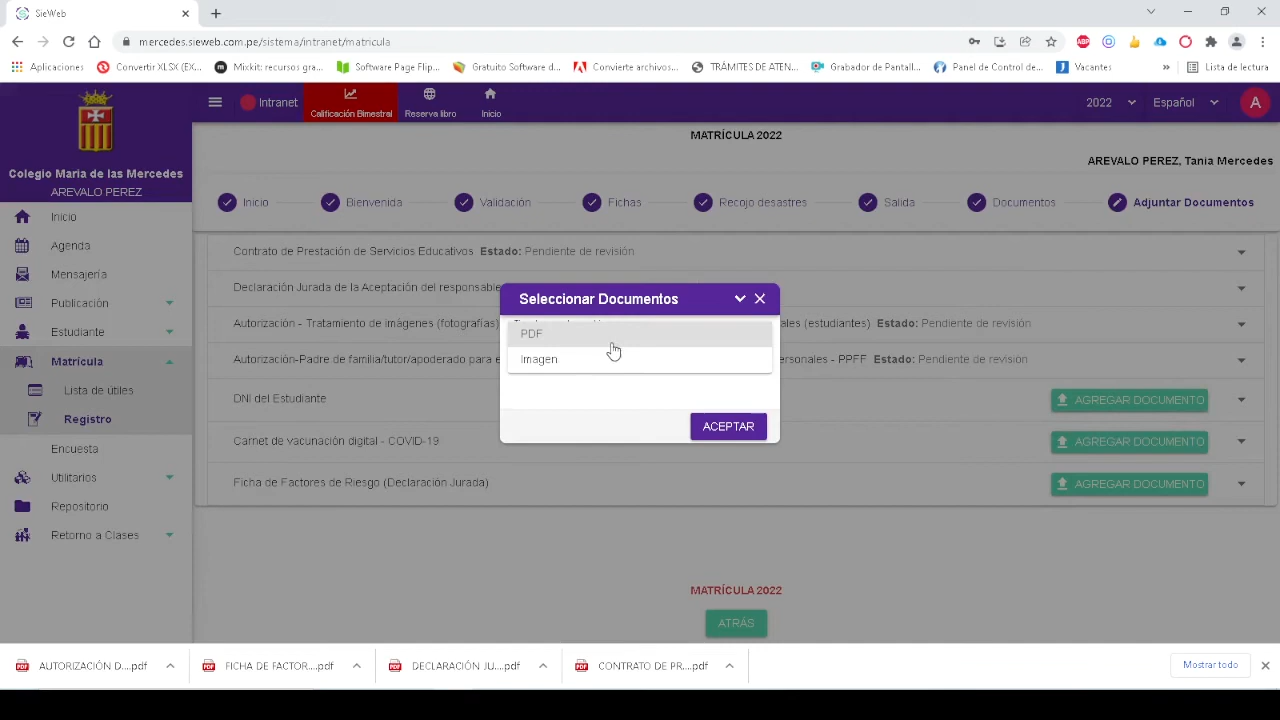 SieWeb
mercedes.sieweb.com.pe/sistema/intranet/matricula
ABP
Aplicaciones
Convertir XLSX (EX...
Mixkit: recursos gra...
Software Page Flip...
Gratuito Software d...
Convierte archivos...
TRÁMITES DE ATEN...
Grabador de Pantall...
Panel de Control de...
Vacantes
»
Lista de lectura
Intranet
Calificación Bimestral
Reserva libro
Inicio
2022
Español
A
MATRÍCULA 2022
AREVALO PEREZ, Tania Mercedes
Colegio Maria de las Mercedes
AREVALO PEREZ
Inicio
Bienvenida
Validación
Fichas
Recojo desastres
Salida
Documentos
Adjuntar Documentos
Inicio
Agenda
Mensajería
Publicación
Estudiante
Matrícula
Lista de útiles
Registro
Encuesta
Utilitarios
Repositorio
Retorno a Clases
Contrato de Prestación de Servicios Educativos Estado: Pendiente de revisión
Declaración Jurada de la Aceptación del responsable
Autorización - Tratamiento de imágenes (fotografías)
ales (estudiantes) Estado: Pendiente de revisión
Autorización-Padre de familia/tutor/apoderado para e
ersonales - PPFF Estado: Pendiente de revisión
DNI del Estudiante
AGREGAR DOCUMENTO
Carnet de vacunación digital - COVID-19
AGREGAR DOCUMENTO
Ficha de Factores de Riesgo (Declaración Jurada)
AGREGAR DOCUMENTO
Seleccionar Documentos
PDF
Imagen
ACEPTAR
MATRÍCULA 2022
ATRÁS
PDF
AUTORIZACIÓN D....pdf
PDF
FICHA DE FACTOR....pdf
PDF
DECLARACIÓN JU....pdf
PDF
CONTRATO DE PR....pdf
Mostrar todo